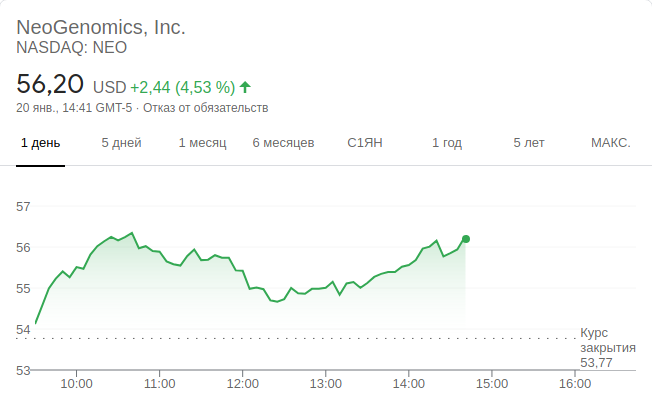 NeoGenomics, Inc.
NASDAQ: NEO
56,20 USD +2,44 (4,53 %)
20 янв., 14:41 GMT-5 · Отказ от обязательств
1 день 5 дней 1 месяц 6 месяцев С1ЯН 1 год 5 лет МАКС.
57
56
55
54
53
Курс
закрытия
53,77
10:00 11:00 12:00 13:00 14:00 15:00 16:00